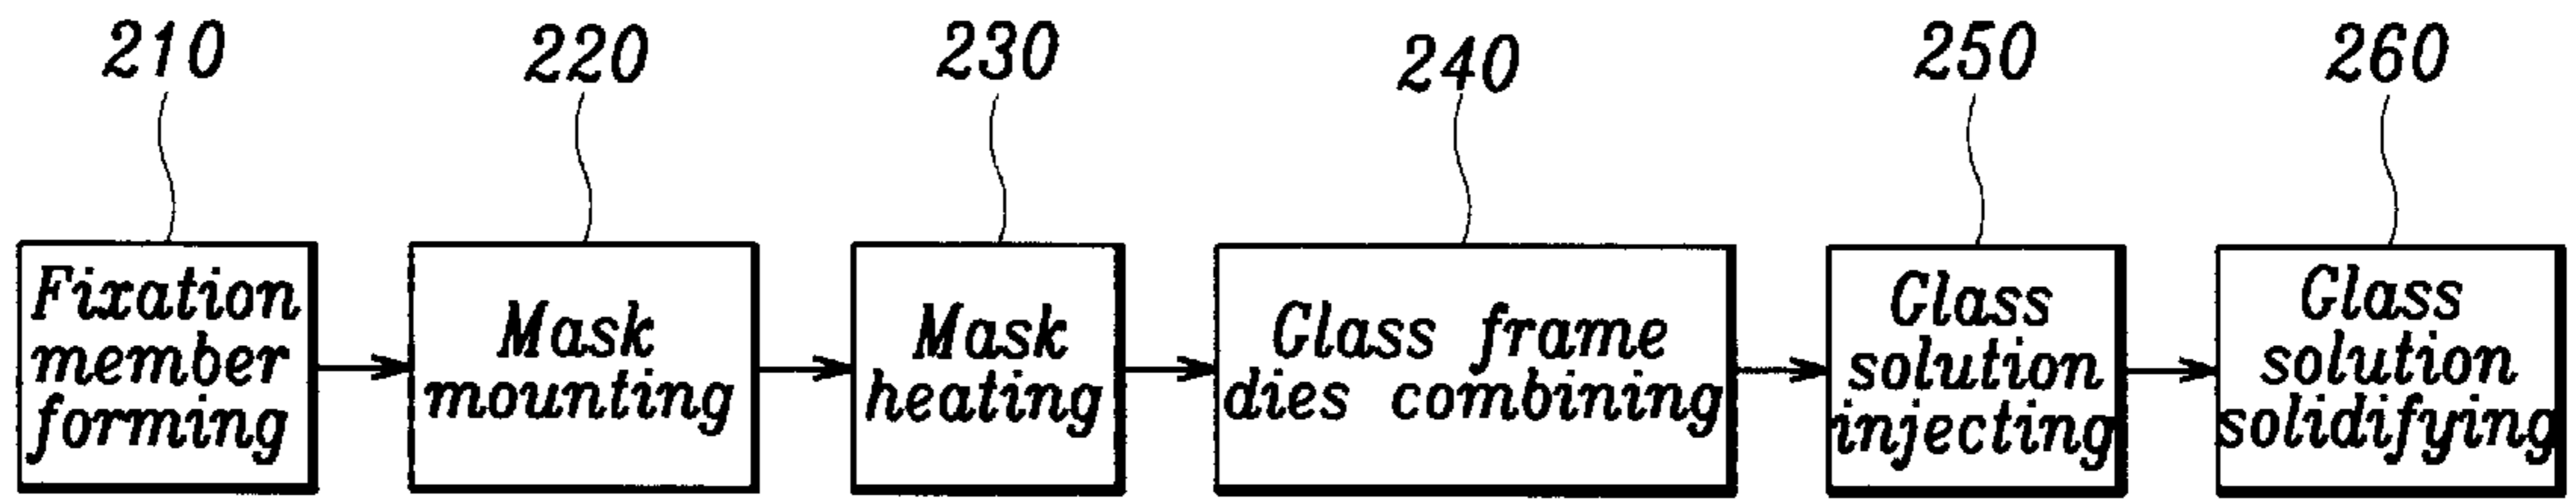 210 220 230 240 250 260
Fixation
member
forming
Mask
mounting
Mask
heating
Glass frame
dies combining
Glass
solution
injecting
Glass
solution
solidifying